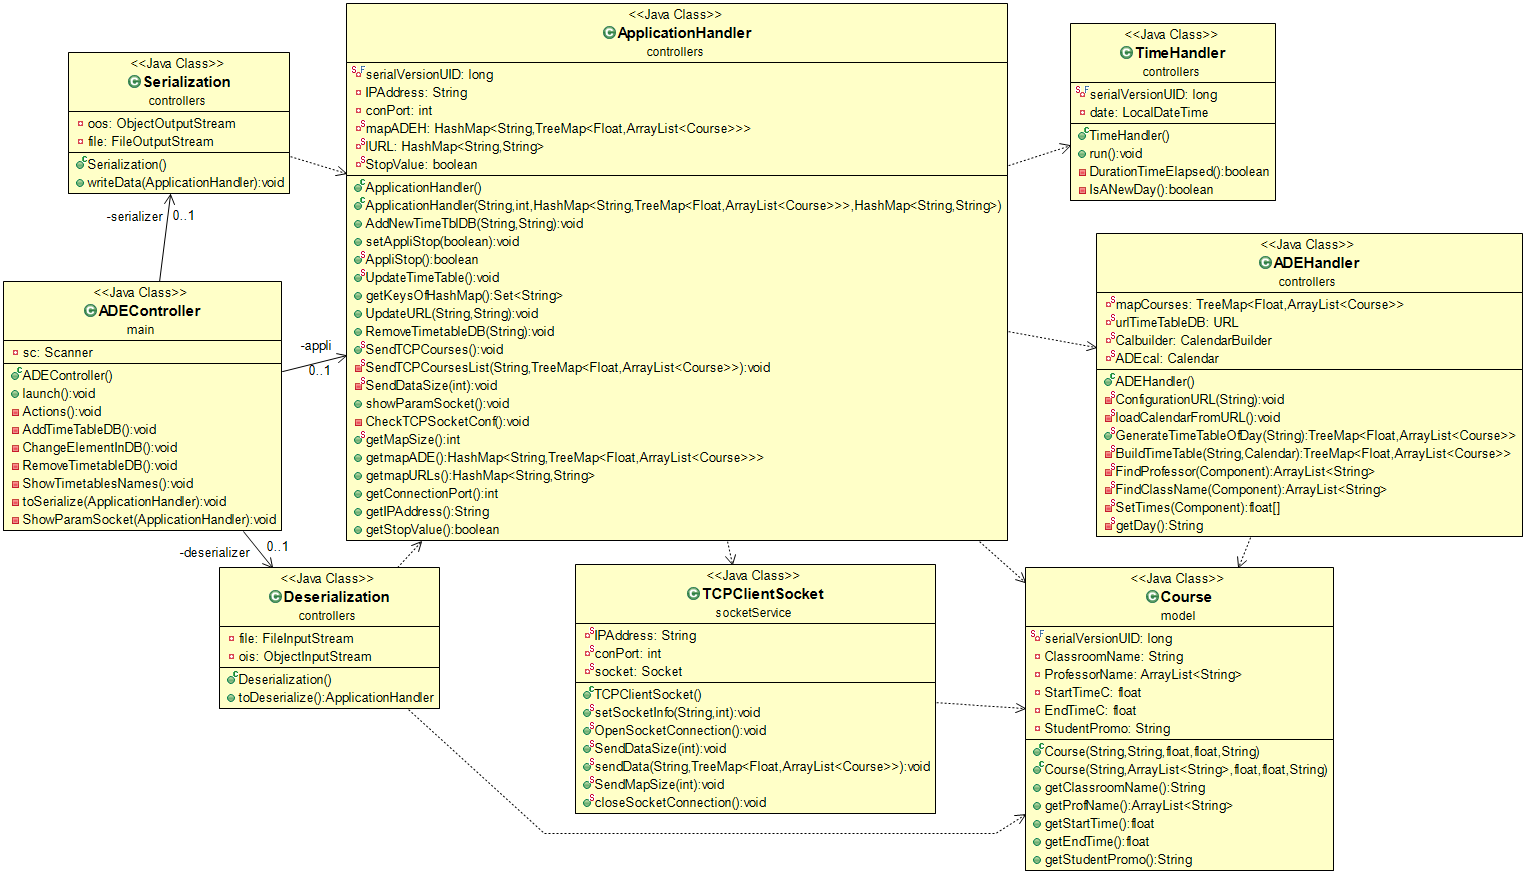 <<Java Class>>
Serialization
controllers
oos: ObjectOutputStream
file: FileOutputStream
Serialization()
writeData(ApplicationHandler):void
<<Java Class>>
ApplicationHandler
controllers
serialVersionUID: long
IPAddress: String
conPort: int
mapADEH: HashMap<String,TreeMap<Float,ArrayList<Course>>>
lURL: HashMap<String,String>
StopValue: boolean
ApplicationHandler()
ApplicationHandler(String,int,HashMap<String,TreeMap<Float,ArrayList<Course>>>,HashMap<String,String>)
AddNewTimeTblDB(String,String):void
setAppliStop(boolean):void
AppliStop():boolean
UpdateTimeTable():void
getKeysOfHashMap():Set<String>
UpdateURL(String,String):void
RemoveTimetableDB(String):void
SendTCPCourses():void
SendTCPCoursesList(String,TreeMap<Float,ArrayList<Course>>):void
SendDataSize(int):void
showParamSocket():void
CheckTCPSocketConf():void
getMapSize():int
getmapADE():HashMap<String,TreeMap<Float,ArrayList<Course>>>
getmapURLs():HashMap<String,String>
getConnectionPort():int
getIPAddress():String
getStopValue():boolean
<<Java Class>>
TimeHandler
controllers
serialVersionUID: long
date: LocalDateTime
TimeHandler()
run():void
DurationTimeElapsed():boolean
IsANewDay():boolean
-serializer 0..1
<<Java Class>>
ADEController
main
sc: Scanner
ADEController()
launch():void
Actions():void
AddTimeTableDB():void
ChangeElementInDB():void
RemoveTimetableDB():void
ShowTimetablesNames():void
toSerialize(ApplicationHandler):void
ShowParamSocket(ApplicationHandler):void
-appli
0..1
<<Java Class>>
ADEHandler
controllers
mapCourses: TreeMap<Float,ArrayList<Course>>
urlTimeTableDB: URL
Calbuilder: CalendarBuilder
ADEcal: Calendar
ADEHandler()
ConfigurationURL(String):void
loadCalendarFromURL():void
GenerateTimeTableOfDay(String):TreeMap<Float,ArrayList<Course>>
BuildTimeTable(String,Calendar):TreeMap<Float,ArrayList<Course>>
FindProfessor(Component):ArrayList<String>
FindClassName(Component):ArrayList<String>
SetTimes(Component):float[]
getDay():String
-deserializer 0..1
<<Java Class>>
Deserialization
controllers
file: FileInputStream
ois: ObjectInputStream
Deserialization()
toDeserialize():ApplicationHandler
<<Java Class>>
TCPClientSocket
socketService
IPAddress: String
conPort: int
socket: Socket
TCPClientSocket()
setSocketInfo(String,int):void
OpenSocketConnection():void
SendDataSize(int):void
sendData(String,TreeMap<Float,ArrayList<Course>>):void
SendMapSize(int):void
closeSocketConnection():void
<<Java Class>>
Course
model
serialVersionUID: long
ClassroomName: String
ProfessorName: ArrayList<String>
StartTimeC: float
EndTimeC: float
StudentPromo: String
Course(String,String,float,float,String)
Course(String,ArrayList<String>,float,float,String)
getClassroomName():String
getProfName():ArrayList<String>
getStartTime():float
getEndTime():float
getStudentPromo():String